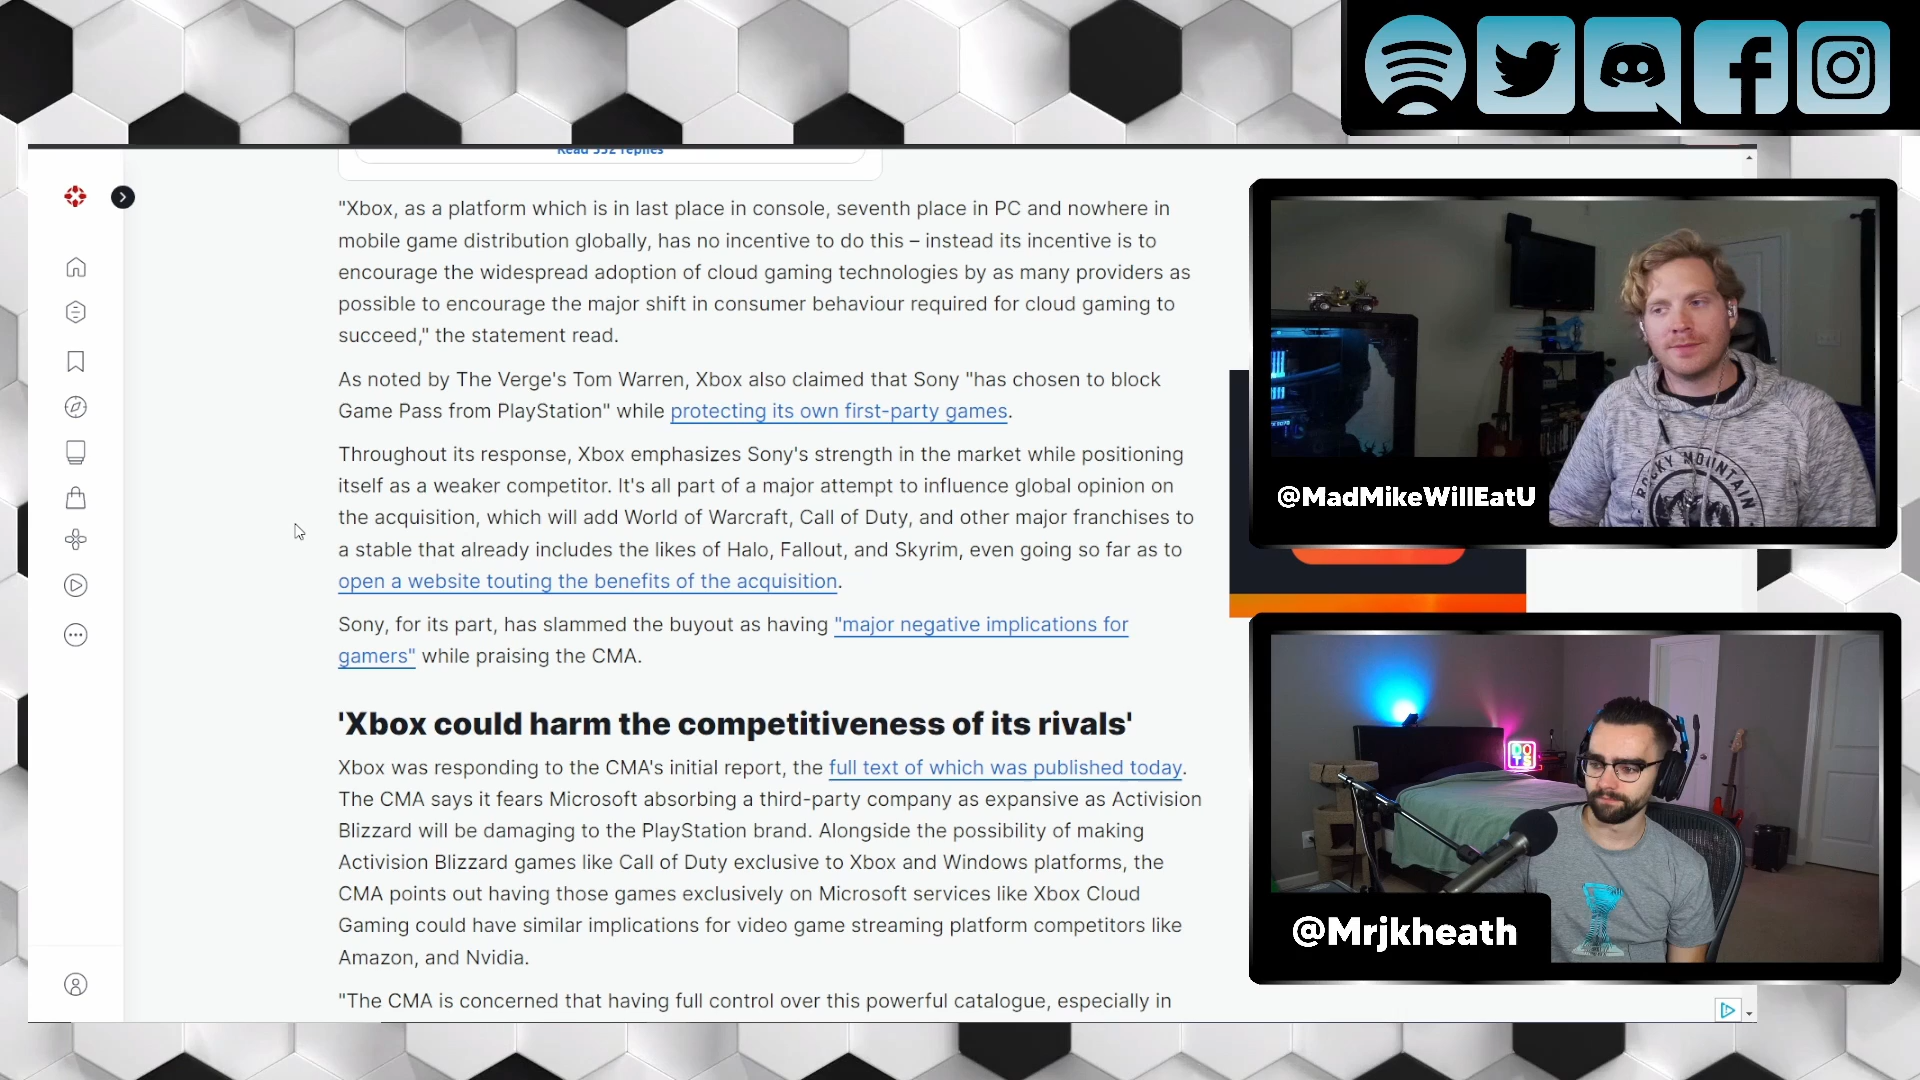 Read 332 replies
"Xbox, as a platform which is in last place in console, seventh place in PC and nowhere in
mobile game distribution globally, has no incentive to do this – instead its incentive is to
encourage the widespread adoption of cloud gaming technologies by as many providers as
possible to encourage the major shift in consumer behaviour required for cloud gaming to
succeed," the statement read.
As noted by The Verge's Tom Warren, Xbox also claimed that Sony "has chosen to block
Game Pass from PlayStation" while protecting its own first-party games.
Throughout its response, Xbox emphasizes Sony's strength in the market while positioning
itself as a weaker competitor. It's all part of a major attempt to influence global opinion on
the acquisition, which will add World of Warcraft, Call of Duty, and other major franchises to
a stable that already includes the likes of Halo, Fallout, and Skyrim, even going so far as to
open a website touting the benefits of the acquisition.
Sony, for its part, has slammed the buyout as having "major negative implications for
gamers" while praising the CMA.
'Xbox could harm the competitiveness of its rivals'
Xbox was responding to the CMA's initial report, the full text of which was published today.
The CMA says it fears Microsoft absorbing a third-party company as expansive as Activision
Blizzard will be damaging to the PlayStation brand. Alongside the possibility of making
Activision Blizzard games like Call of Duty exclusive to Xbox and Windows platforms, the
CMA points out having those games exclusively on Microsoft services like Xbox Cloud
Gaming could have similar implications for video game streaming platform competitors like
Amazon, and Nvidia.
"The CMA is concerned that having full control over this powerful catalogue, especially in
ROCKY MOUNTAIN
@MadMikeWillEatU
DOTS
@Mrjkheath